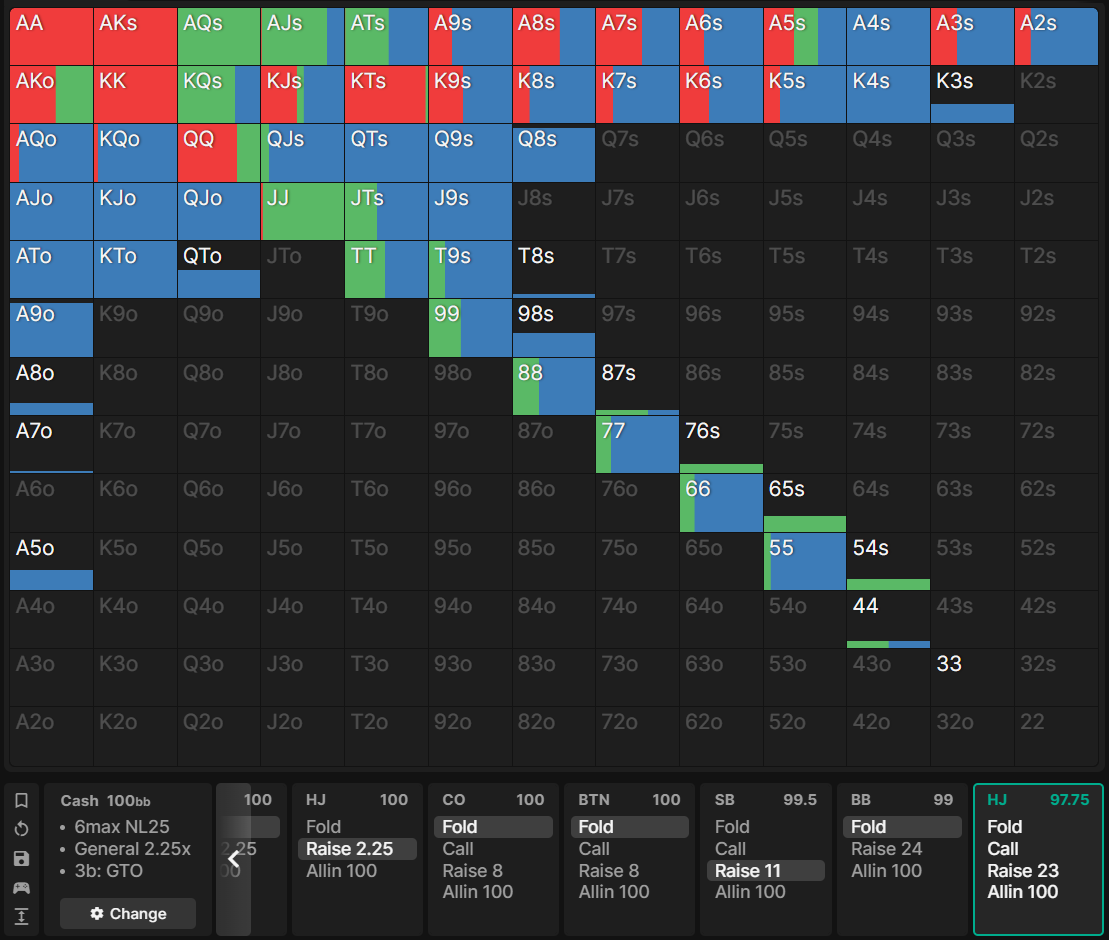 AA AKs AQs AJs ATs A9s A8s A7s A6s A5s A4s A3s A2s
AKo KK KQs KJs KTs K9s K8s K7s K6s K5s K4s K3s K2s
AQo KQo QQ QJs QTs Q9s Q8s Q7s Q6s Q5s Q4s Q3s Q2s
AJo KJo QJo JJ JTs J9s J8s J7s J6s J5s J4s J3s J2s
ATo KTo QTo JTo TT T9s T8s T7s T6s T5s T4s T3s T2s
A9o K9o Q9o J9o T9o 99 98s 97s 96s 95s 94s 93s 92s
A8o K8o Q8o J8o T8o 98o 88 87s 86s 85s 84s 83s 82s
A7o K7o Q7o J7o T7o 97o 87o 77 76s 75s 74s 73s 72s
A6o K6o Q6o J6o T6o 96o 86o 76o 66 65s 64s 63s 62s
A5o K5o Q5o J5o T5o 95o 85o 75o 65o 55 54s 53s 52s
A4o K4o Q4o J4o T4o 94o 84o 74o 64o 54o 44 43s 42s
A3o K3o Q3o J3o T3o 93o 83o 73o 63o 53o 43o 33 32s
A2o K2o Q2o J2o T2o 92o 82o 72o 62o 52o 42o 32o 22
Cash 100bb
• 6max NL25
• General 2.25x
• 3b: GTO
Change
100
2.25
00
HJ 100
Fold
Raise 2.25
Allin 100
CO 100
Fold
Call
Raise 8
Allin 100
BTN 100
Fold
Call
Raise 8
Allin 100
SB 99.5
Fold
Call
Raise 11
Allin 100
BB 99
Fold
Raise 24
Allin 100
HJ 97.75
Fold
Call
Raise 23
Allin 100